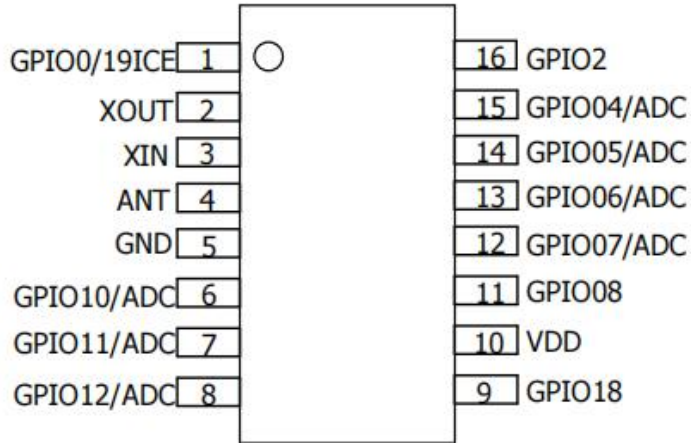 GPIO0/19ICE 1 16 GPIO2
XOUT 2 15 GPIO04/ADC
XIN 3 14 GPIO05/ADC
ANT 4 13 GPIO06/ADC
GND 5 12 GPIO07/ADC
GPIO10/ADC 6 11 GPIO08
GPIO11/ADC 7 10 VDD
GPIO12/ADC 8 9 GPIO18